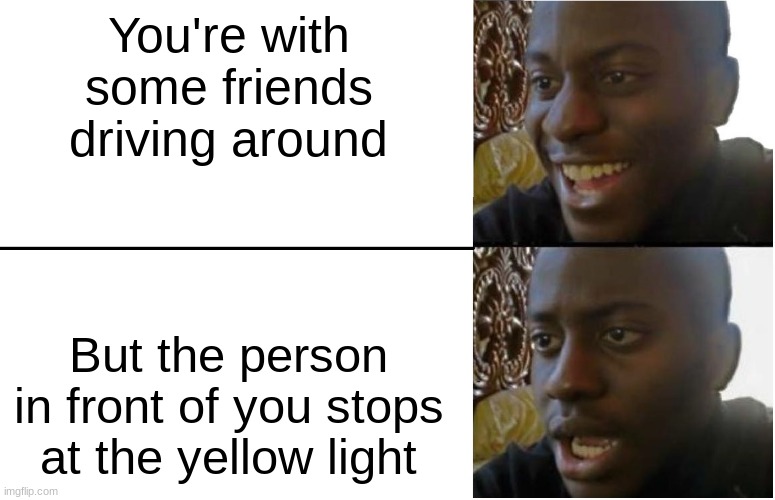 You're with
some friends
driving around
But the person
in front of you stops
at the yellow light
imgflip.com